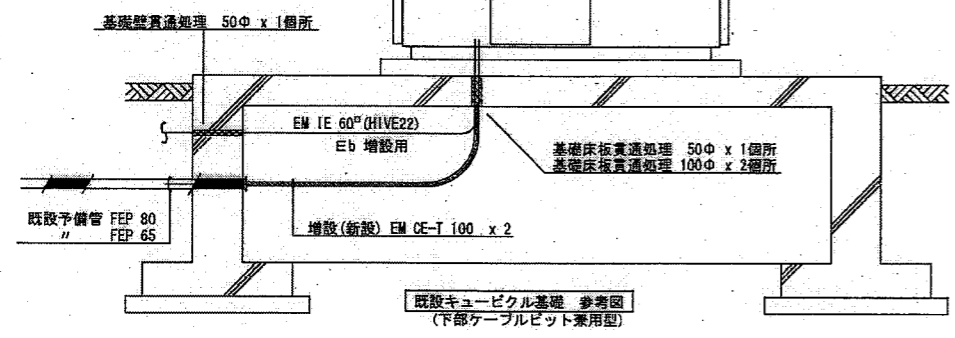 基礎壁貫通処理 50Φ x 1個所
EM IE 60□(HIVE22)
Eb 増設用
基礎床板貫通処理 50Φ x 1個所
基礎床板貫通処理 100Φ x 2個所
既設予備管 FEP 80
〃 FEP 65
増設(新設) EM CE-T 100 x 2
既設キュービクル基礎 参考図
(下部ケーブルピット兼用型)